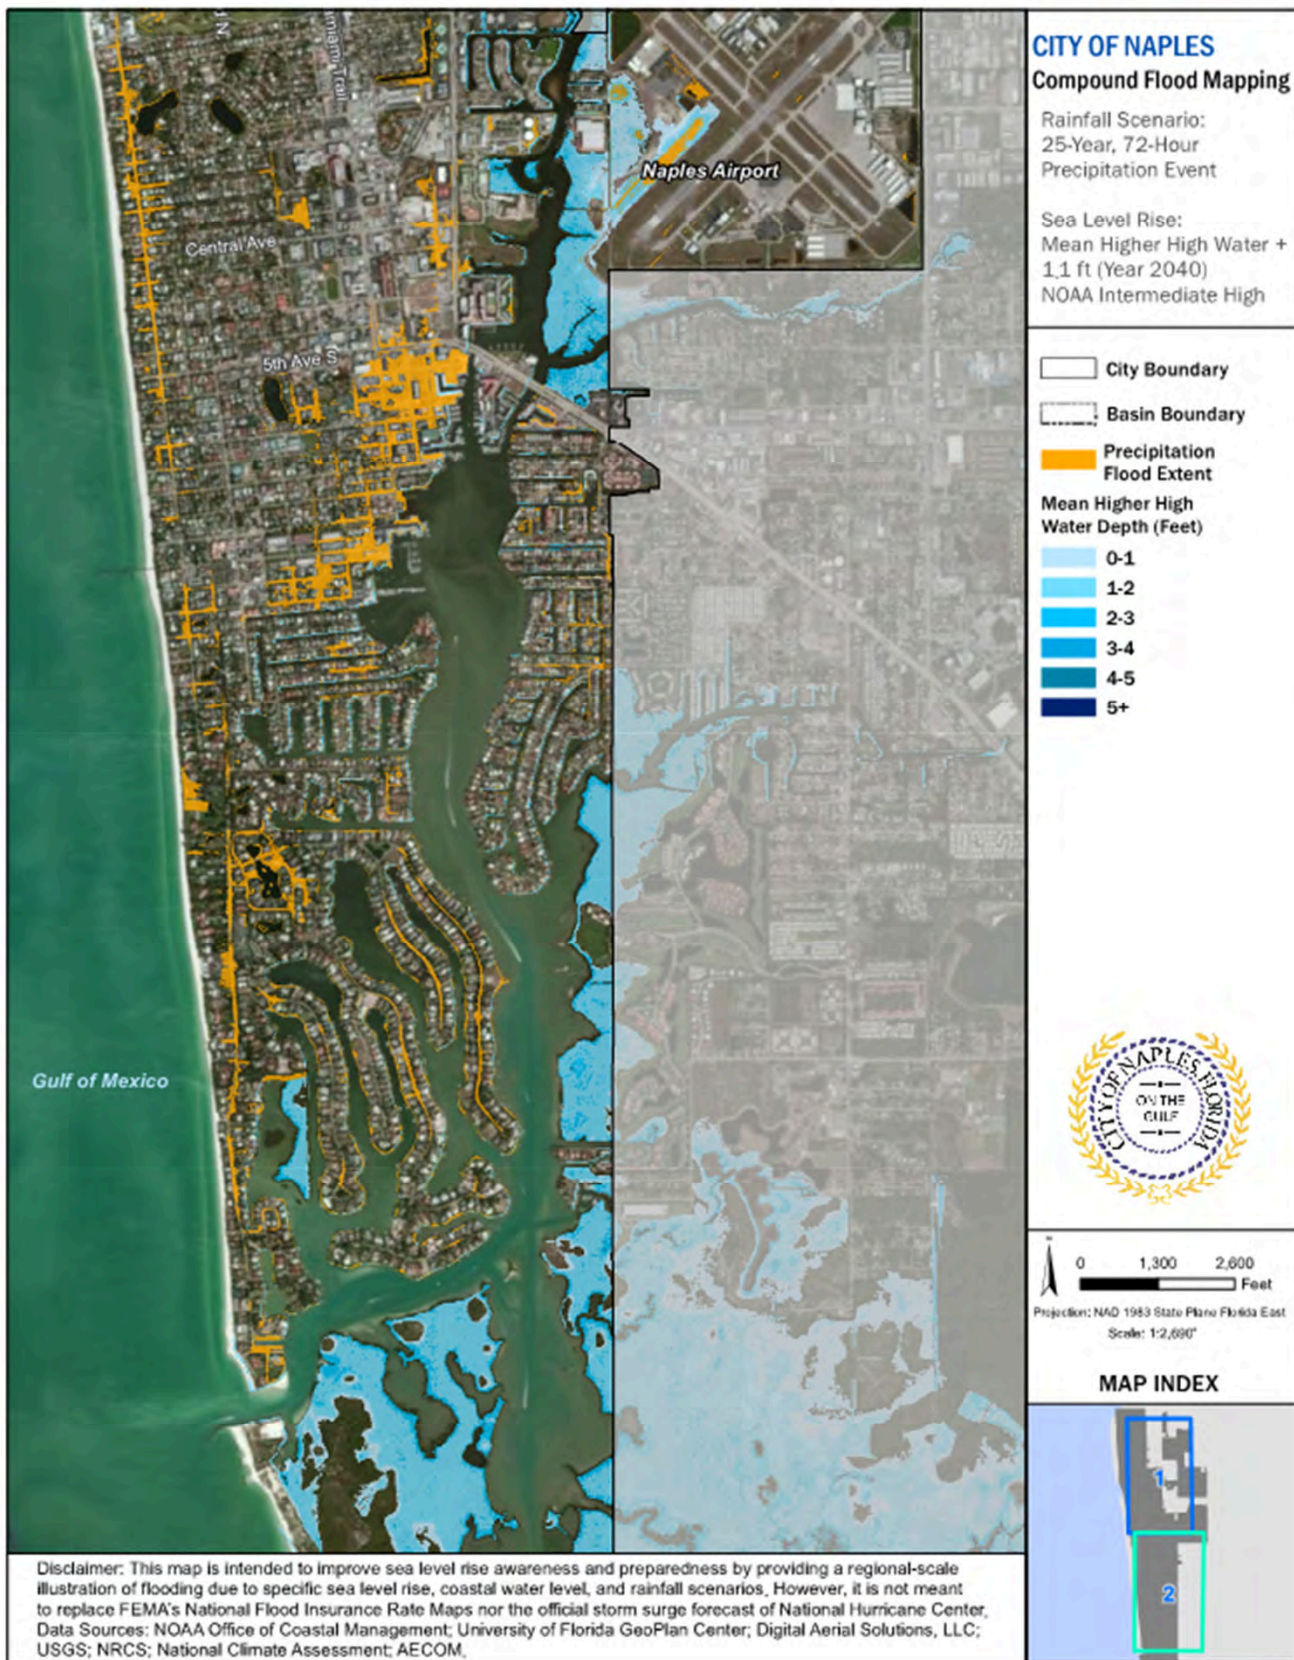 CITY OF NAPLES
Compound Flood Mapping
Rainfall Scenario:
25-Year, 72-Hour
Precipitation Event
Sea Level Rise:
Mean Higher High Water +
1.1 ft (Year 2040)
NOAA Intermediate High
City Boundary
Basin Boundary
Precipitation
Flood Extent
Mean Higher High
Water Depth (Feet)
0-1
1-2
2-3
3-4
4-5
5+
Naples Airport
Central Ave
5th Ave S
Gulf of Mexico
CITY OF NAPLES, FLORIDA
ON THE
GULF
0 1,300 2,600
Feet
Projection: NAD 1983 State Plane Florida East
Scale: 1:2,690"
MAP INDEX
1
2
Disclaimer: This map is intended to improve sea level rise awareness and preparedness by providing a regional-scale
illustration of flooding due to specific sea level rise, coastal water level, and rainfall scenarios. However, it is not meant
to replace FEMA's National Flood Insurance Rate Maps nor the official storm surge forecast of National Hurricane Center.
Data Sources: NOAA Office of Coastal Management; University of Florida GeoPlan Center; Digital Aerial Solutions, LLC;
USGS; NRCS; National Climate Assessment; AECOM.